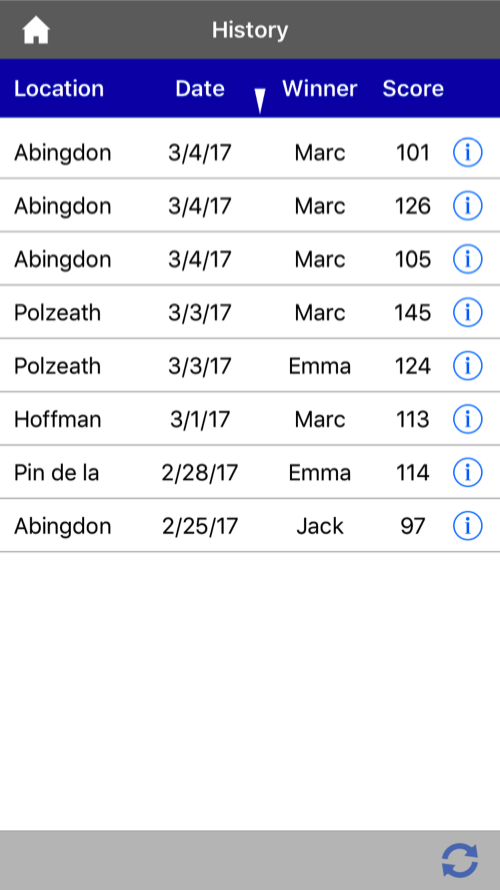 History
Location Date Winner Score
Abingdon 3/4/17 Marc 101 i
Abingdon 3/4/17 Marc 126 i
Abingdon 3/4/17 Marc 105 i
Polzeath 3/3/17 Marc 145 i
Polzeath 3/3/17 Emma 124 i
Hoffman 3/1/17 Marc 113 i
Pin de la 2/28/17 Emma 114 i
Abingdon 2/25/17 Jack 97 i